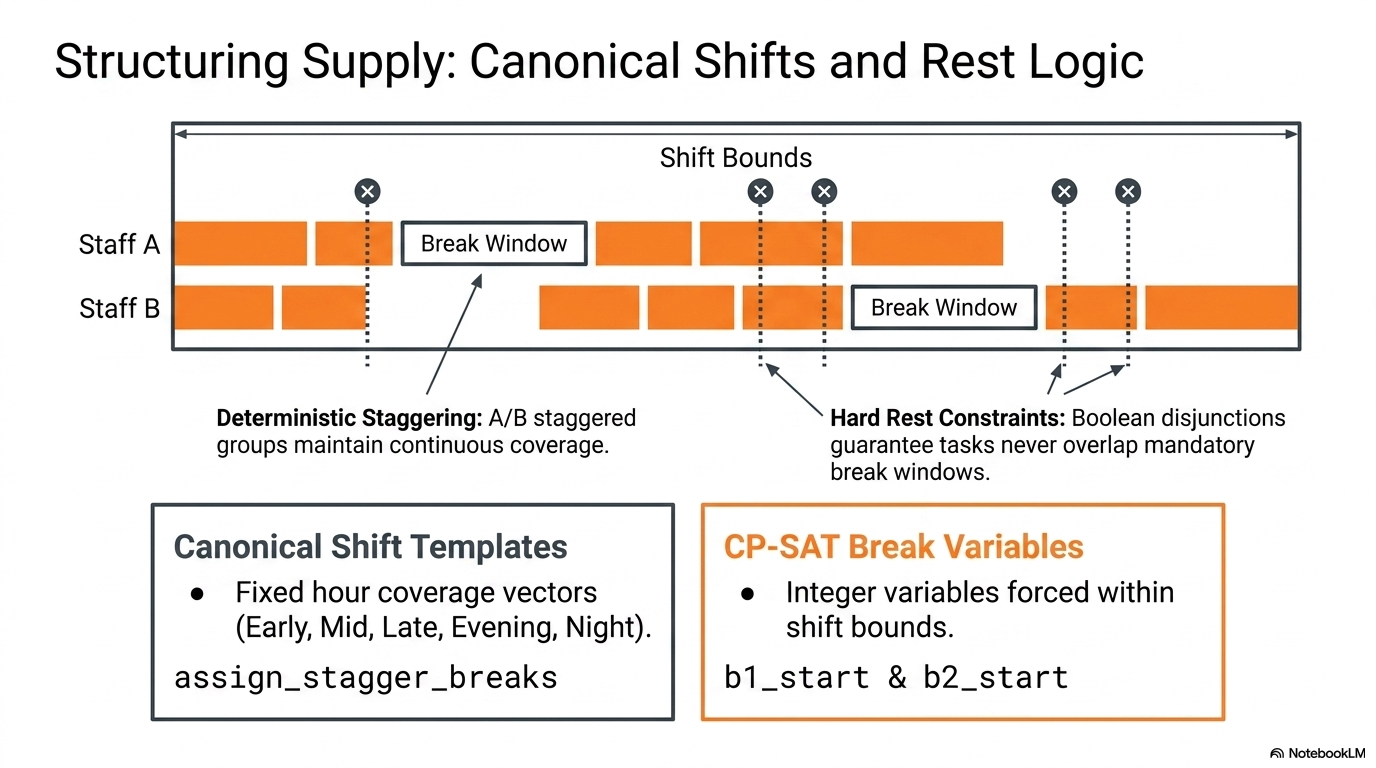 Structuring Supply: Canonical Shifts and Rest Logic
Shift Bounds
Staff A
Break Window
Staff B
Break Window
Deterministic Staggering: A/B staggered
groups maintain continuous coverage.
Hard Rest Constraints: Boolean disjunctions
guarantee tasks never overlap mandatory
break windows.
Canonical Shift Templates
● Fixed hour coverage vectors
(Early, Mid, Late, Evening, Night).
assign_stagger_breaks
CP-SAT Break Variables
● Integer variables forced within
shift bounds.
b1_start & b2_start
NotebookLM